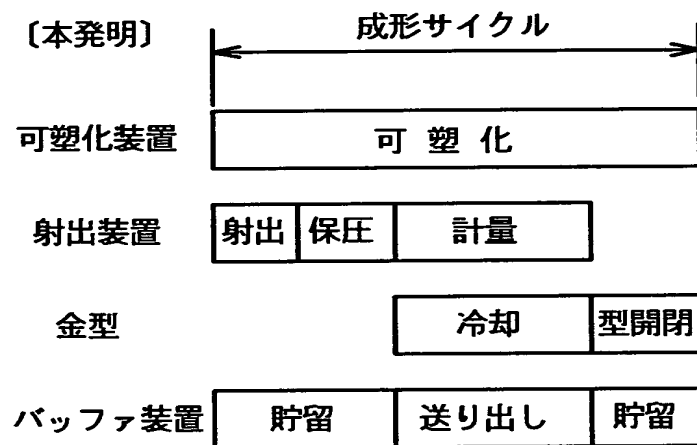 〔本発明〕 成形サイクル
可塑化装置 可塑化
射出装置 射出 保圧 計量
金型 冷却 型開閉
バッファ装置 貯留 送り出し 貯留